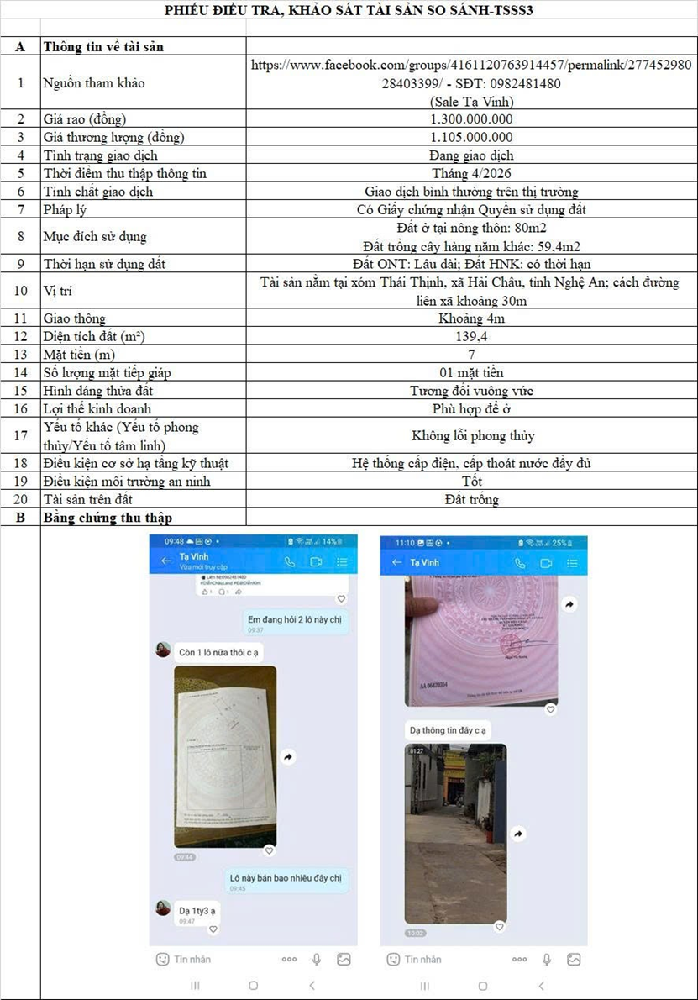 PHIẾU ĐIỀU TRA, KHẢO SÁT TÀI SẢN SO SÁNH-TSSS3
A Thông tin về tài sản
1 Nguồn tham khảo https://www.facebook.com/groups/4161120763914457/permalink/277452980
28403399/ - SĐT: 0982481480
(Sale Tạ Vinh)
2 Giá rao (đồng) 1.300.000.000
3 Giá thương lượng (đồng) 1.105.000.000
4 Tình trạng giao dịch Đang giao dịch
5 Thời điểm thu thập thông tin Tháng 4/2026
6 Tính chất giao dịch Giao dịch bình thường trên thị trường
7 Pháp lý Có Giấy chứng nhận Quyền sử dụng đất
8 Mục đích sử dụng Đất ở tại nông thôn: 80m2
Đất trồng cây hàng năm khác: 59,4m2
9 Thời hạn sử dụng đất Đất ONT: Lâu dài; Đất HNK: có thời hạn
10 Vị trí Tài sản nằm tại xóm Thái Thịnh, xã Hải Châu, tỉnh Nghệ An; cách đường
liên xã khoảng 30m
11 Giao thông Khoảng 4m
12 Diện tích đất (m²) 139,4
13 Mặt tiền (m) 7
14 Số lượng mặt tiếp giáp 01 mặt tiền
15 Hình dáng thửa đất Tương đối vuông vức
16 Lợi thế kinh doanh Phù hợp để ở
17 Yếu tố khác (Yếu tố phong
thủy/Yếu tố tâm linh) Không lỗi phong thủy
18 Điều kiện cơ sở hạ tầng kỹ thuật Hệ thống cấp điện, cấp thoát nước đầy đủ
19 Điều kiện môi trường an ninh Tốt
20 Tài sản trên đất Đất trống
B Bằng chứng thu thập
09:48 14%
Tạ Vinh
Vừa mới truy cập
Liên hệ:0982481480
#DiễnChâuLand #ĐấtDiễnKim
Em đang hỏi 2 lô này chị
09:37
Còn 1 lô nữa thôi c ạ
09:44
Lô này bán bao nhiêu đây chị
09:45
Dạ 1ty3 ạ
09:47
Tin nhắn
11:10 25%
Tạ Vinh
AA 06420354
Dạ thông tin đây c ạ
01:27
10:02
Tin nhắn